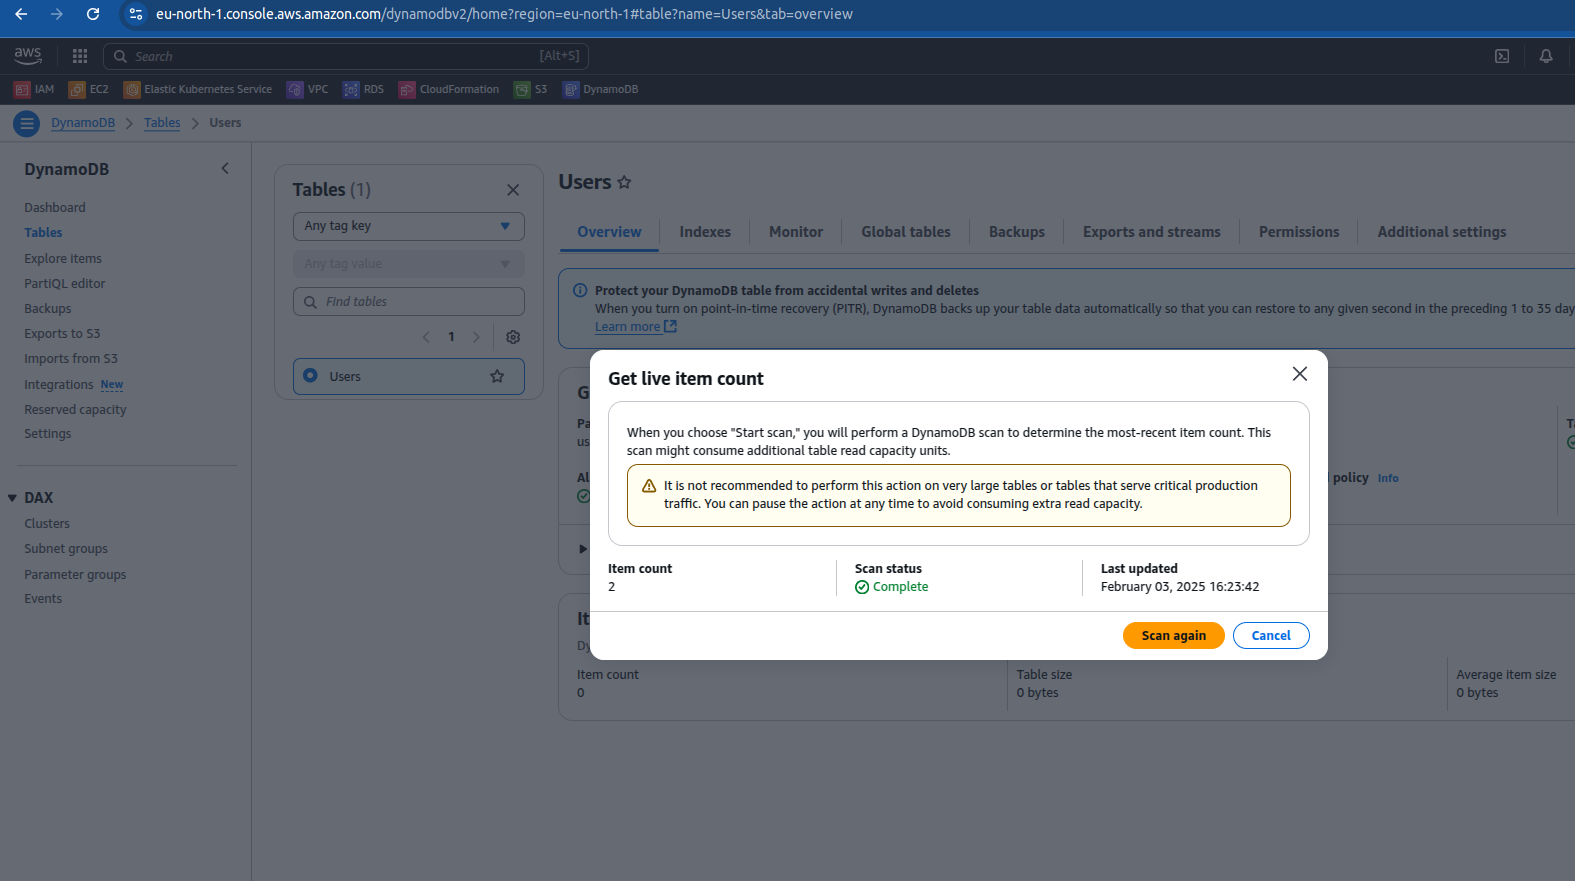 eu-north-1.console.aws.amazon.com/dynamodbv2/home?region=eu-north-1#table?name=Users&tab=overview
aws
Search
[Alt+S]
IAM
EC2
Elastic Kubernetes Service
VPC
RDS
CloudFormation
S3
DynamoDB
DynamoDB
Tables
Users
DynamoDB
Dashboard
Tables
Explore items
PartiQL editor
Backups
Exports to S3
Imports from S3
Integrations New
Reserved capacity
Settings
DAX
Clusters
Subnet groups
Parameter groups
Events
Tables (1)
Any tag key
Any tag value
Find tables
1
Users
Users
Overview
Indexes
Monitor
Global tables
Backups
Exports and streams
Permissions
Additional settings
Protect your DynamoDB table from accidental writes and deletes
When you turn on point-in-time recovery (PITR), DynamoDB backs up your table data automatically so that you can restore to any given second in the preceding 1 to 35 day
Learn more
policy Info
Get live item count
When you choose "Start scan," you will perform a DynamoDB scan to determine the most-recent item count. This
scan might consume additional table read capacity units.
It is not recommended to perform this action on very large tables or tables that serve critical production
traffic. You can pause the action at any time to avoid consuming extra read capacity.
Item count
2
Scan status
Complete
Last updated
February 03, 2025 16:23:42
Scan again
Cancel
Item count
0
Table size
0 bytes
Average item size
0 bytes